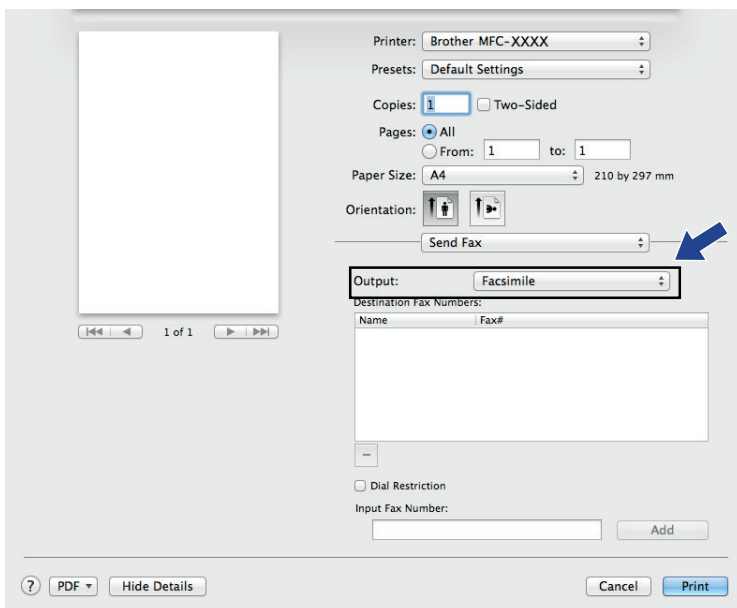 Printer: Brother MFC-XXXX
Presets: Default Settings
Copies: 1 Two-Sided
Pages: All
From: 1 to: 1
Paper Size: A4 210 by 297 mm
Orientation:
Send Fax
Output: Facsimile
Destination Fax Numbers:
Name Fax#
1 of 1
Dial Restriction
Input Fax Number:
Add
? PDF Hide Details Cancel Print